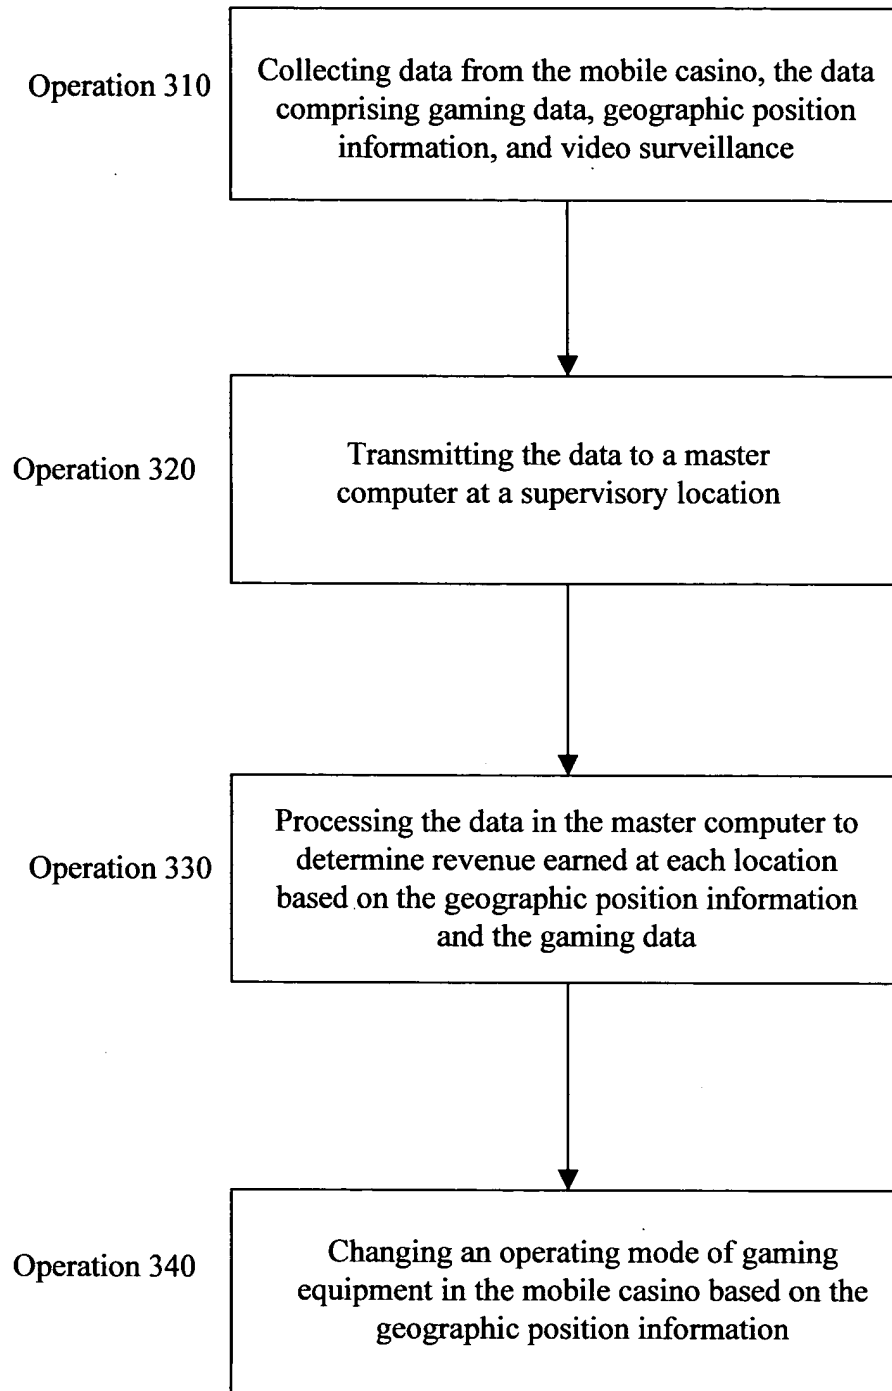 Operation 310
Collecting data from the mobile casino, the data
comprising gaming data, geographic position
information, and video surveillance
Operation 320
Transmitting the data to a master
computer at a supervisory location
Operation 330
Processing the data in the master computer to
determine revenue earned at each location
based on the geographic position information
and the gaming data
Operation 340
Changing an operating mode of gaming
equipment in the mobile casino based on the
geographic position information